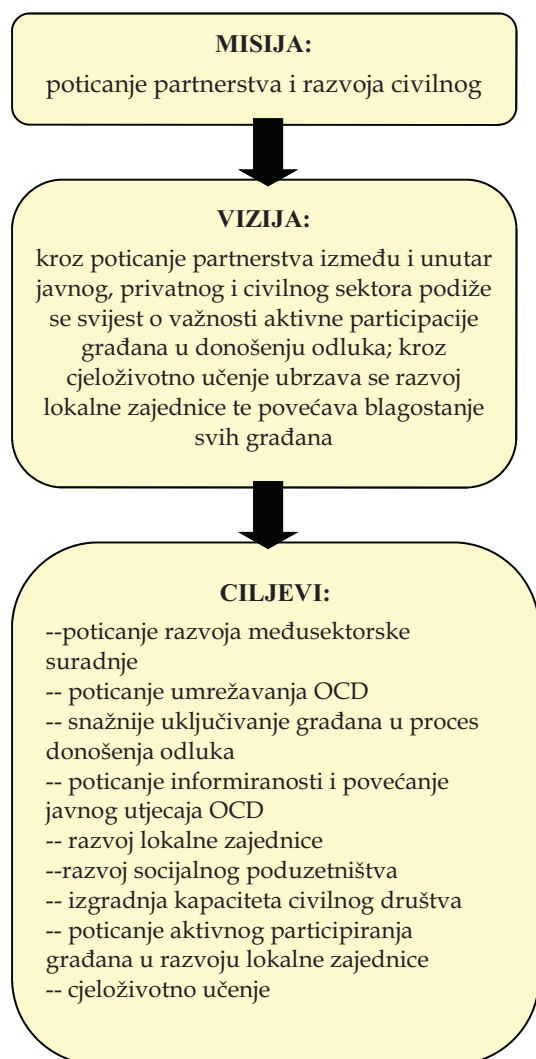 MISIJA:
poticanje partnerstva i razvoja civilnog
VIZIJA:
kroz poticanje partnerstva između i unutar
javnog, privatnog i civilnog sektora podiže
se svijest o važnosti aktivne participacije
građana u donošenju odluka; kroz
cjeloživotno učenje ubrzava se razvoj
lokalne zajednice te povećava blagostanje
svih građana
CILJEVI:
--poticanje razvoja međusektorske
suradnje
-- poticanje umrežavanja OCD
-- snažnije uključivanje građana u proces
donošenja odluka
-- poticanje informiranosti i povećanje
javnog utjecaja OCD
-- razvoj lokalne zajednice
--razvoj socijalnog poduzetništva
-- izgradnja kapaciteta civilnog društva
-- poticanje aktivnog participiranja
građana u razvoju lokalne zajednice
-- cjeloživotno učenje